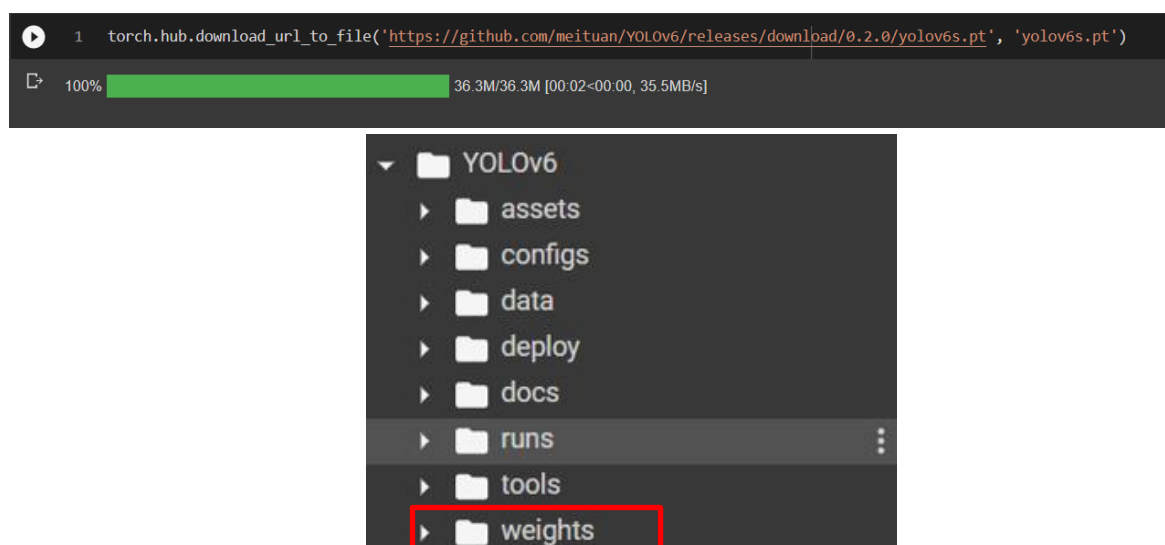 1 torch.hub.download_url_to_file('https://github.com/meituan/YOLOv6/releases/download/0.2.0/yolov6s.pt', 'yolov6s.pt')
100% 36.3M/36.3M [00:02<00:00, 35.5MB/s]
YOLOv6
assets
configs
data
deploy
docs
runs
tools
weights